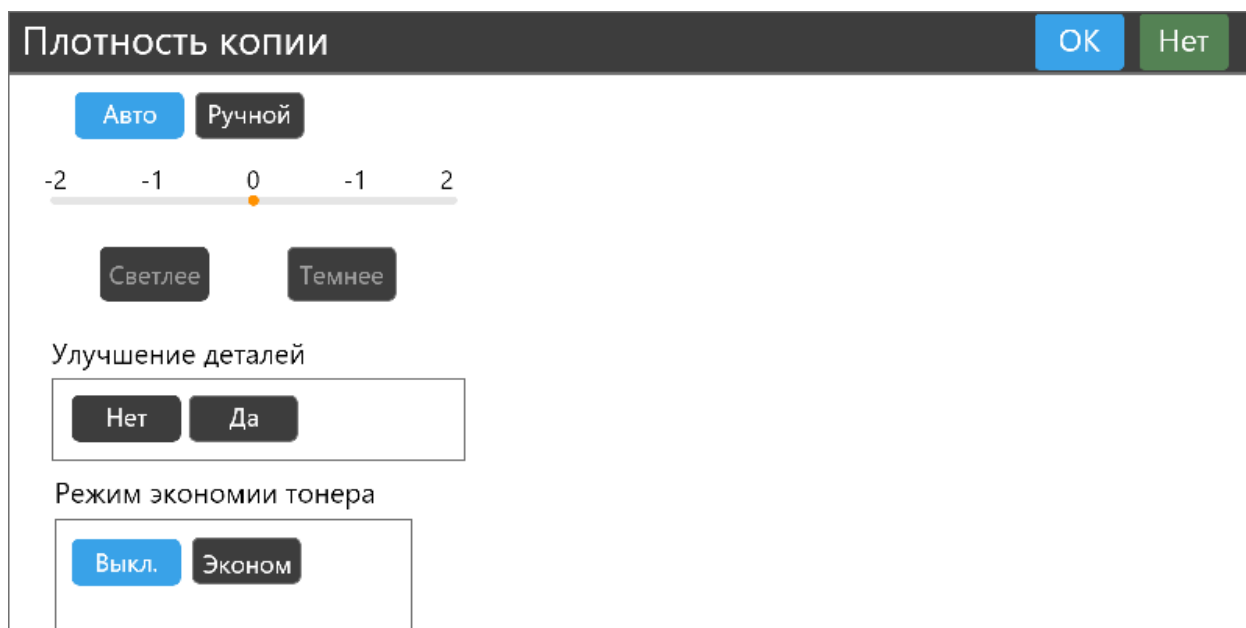 Плотность копии ОК Нет
Авто Ручной
-2 -1 0 -1 2
Светлее Темнее
Улучшение деталей
Нет Да
Режим экономии тонера
Выкл. Эконом